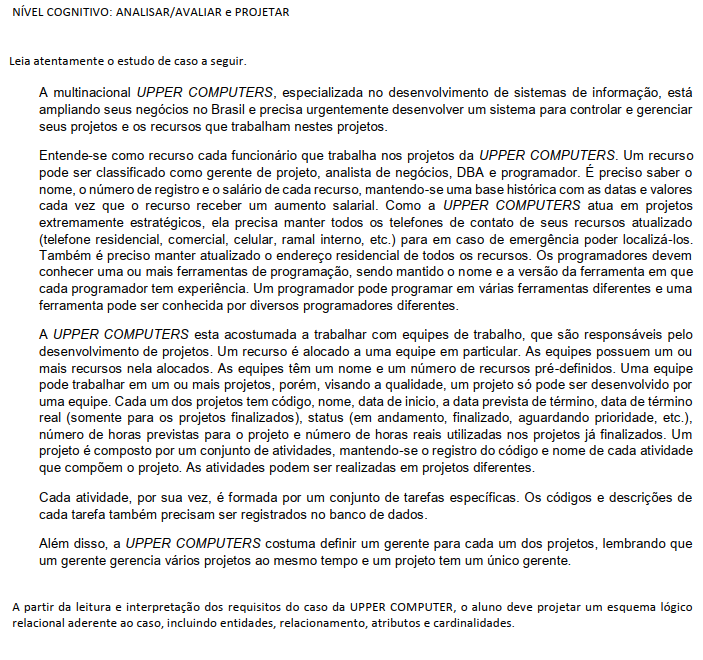 NÍVEL COGNITIVO: ANALISAR/AVALIAR e PROJETAR
Leia atentamente o estudo de caso a seguir.
A multinacional UPPER COMPUTERS, especializada no desenvolvimento de sistemas de informação, está
ampliando seus negócios no Brasil e precisa urgentemente desenvolver um sistema para controlar e gerenciar
seus projetos e os recursos que trabalham nestes projetos.
Entende-se como recurso cada funcionário que trabalha nos projetos da UPPER COMPUTERS. Um recurso
pode ser classificado como gerente de projeto, analista de negócios, DBA e programador. É preciso saber o
nome, o número de registro e o salário de cada recurso, mantendo-se uma base histórica com as datas e valores
cada vez que o recurso receber um aumento salarial. Como a UPPER COMPUTERS atua em projetos
extremamente estratégicos, ela precisa manter todos os telefones de contato de seus recursos atualizado
(telefone residencial, comercial, celular, ramal interno, etc.) para em caso de emergência poder localizá-los.
Também é preciso manter atualizado o endereço residencial de todos os recursos. Os programadores devem
conhecer uma ou mais ferramentas de programação, sendo mantido o nome e a versão da ferramenta em que
cada programador tem experiência. Um programador pode programar em várias ferramentas diferentes e uma
ferramenta pode ser conhecida por diversos programadores diferentes.
A UPPER COMPUTERS esta acostumada a trabalhar com equipes de trabalho, que são responsáveis pelo
desenvolvimento de projetos. Um recurso é alocado a uma equipe em particular. As equipes possuem um ou
mais recursos nela alocados. As equipes têm um nome e um número de recursos pré-definidos. Uma equipe
pode trabalhar em um ou mais projetos, porém, visando a qualidade, um projeto só pode ser desenvolvido por
uma equipe. Cada um dos projetos tem código, nome, data de inicio, a data prevista de término, data de término
real (somente para os projetos finalizados), status (em andamento, finalizado, aguardando prioridade, etc.),
número de horas previstas para o projeto e número de horas reais utilizadas nos projetos já finalizados. Um
projeto é composto por um conjunto de atividades, mantendo-se o registro do código e nome de cada atividade
que compõem o projeto. As atividades podem ser realizadas em projetos diferentes.
Cada atividade, por sua vez, é formada por um conjunto de tarefas específicas. Os códigos e descrições de
cada tarefa também precisam ser registrados no banco de dados.
Além disso, a UPPER COMPUTERS costuma definir um gerente para cada um dos projetos, lembrando que
um gerente gerencia vários projetos ao mesmo tempo e um projeto tem um único gerente.
A partir da leitura e interpretação dos requisitos do caso da UPPER COMPUTER, o aluno deve projetar um esquema lógico
relacional aderente ao caso, incluindo entidades, relacionamento, atributos e cardinalidades.